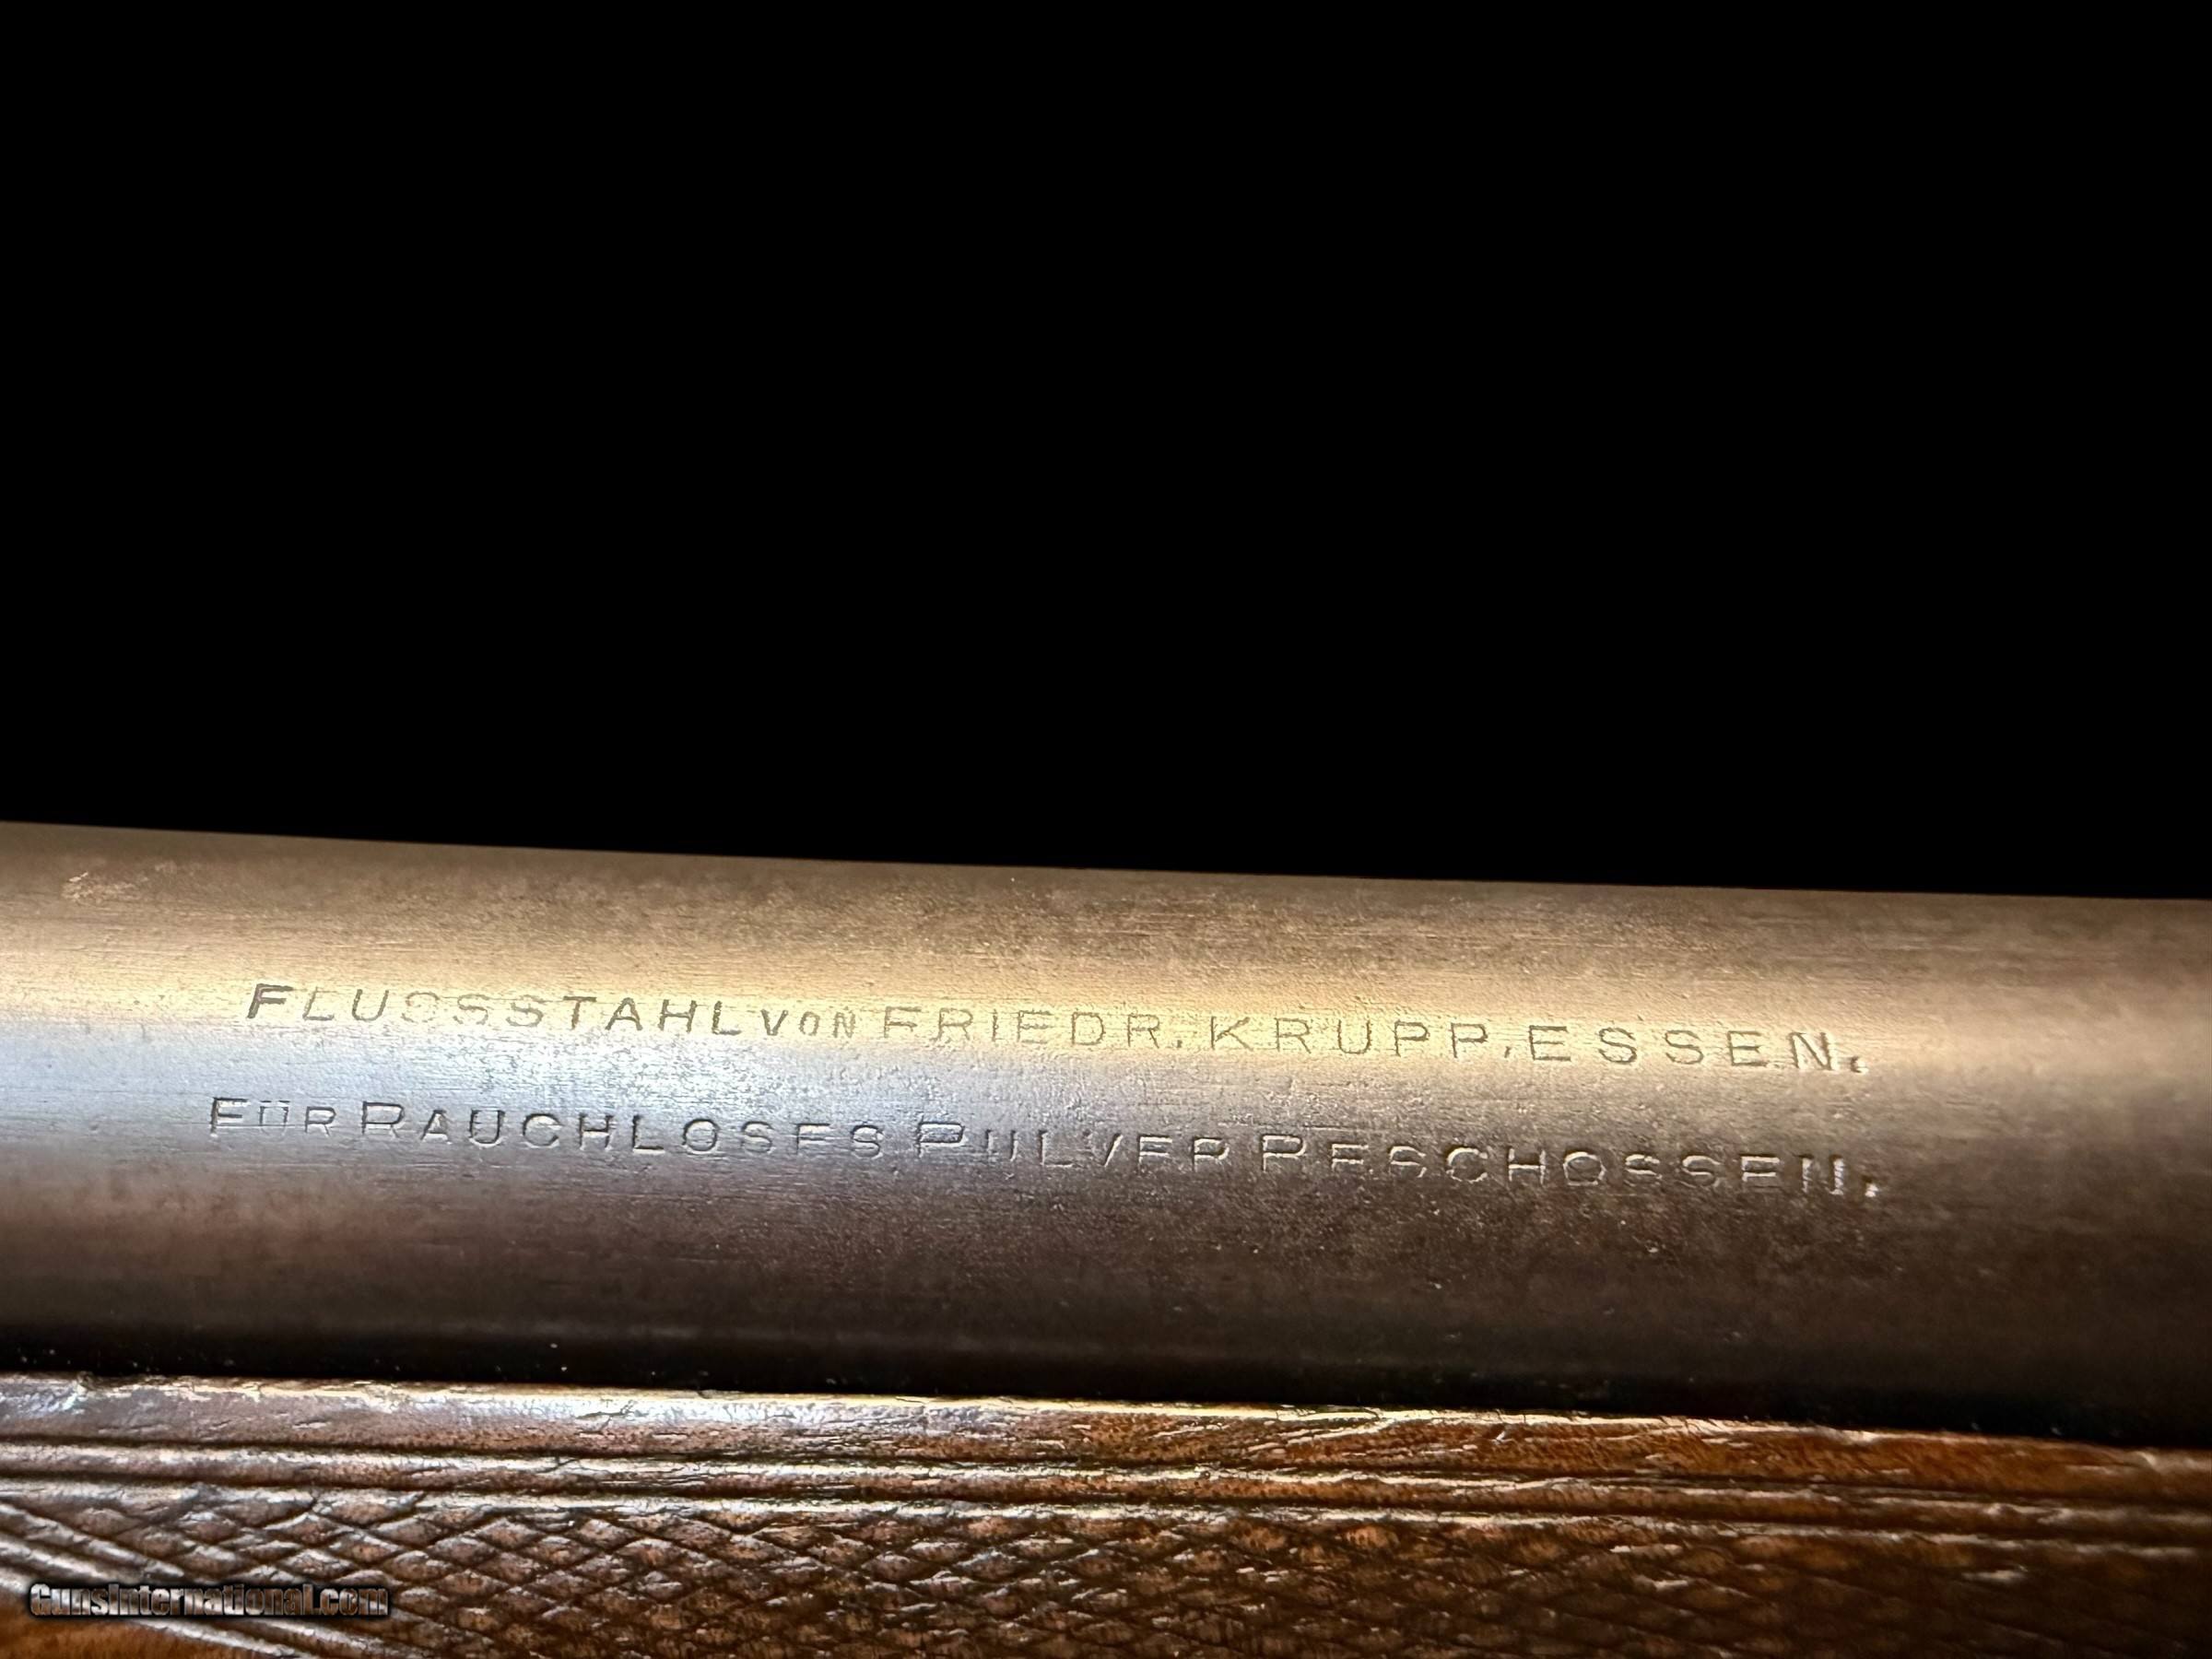 FLUSSSTAHL VON FRIEDR. KRUPP, ESSEN.
FÜR RAUCHLOSES PULVER BESCHOSSEN.
GunsInternational.com